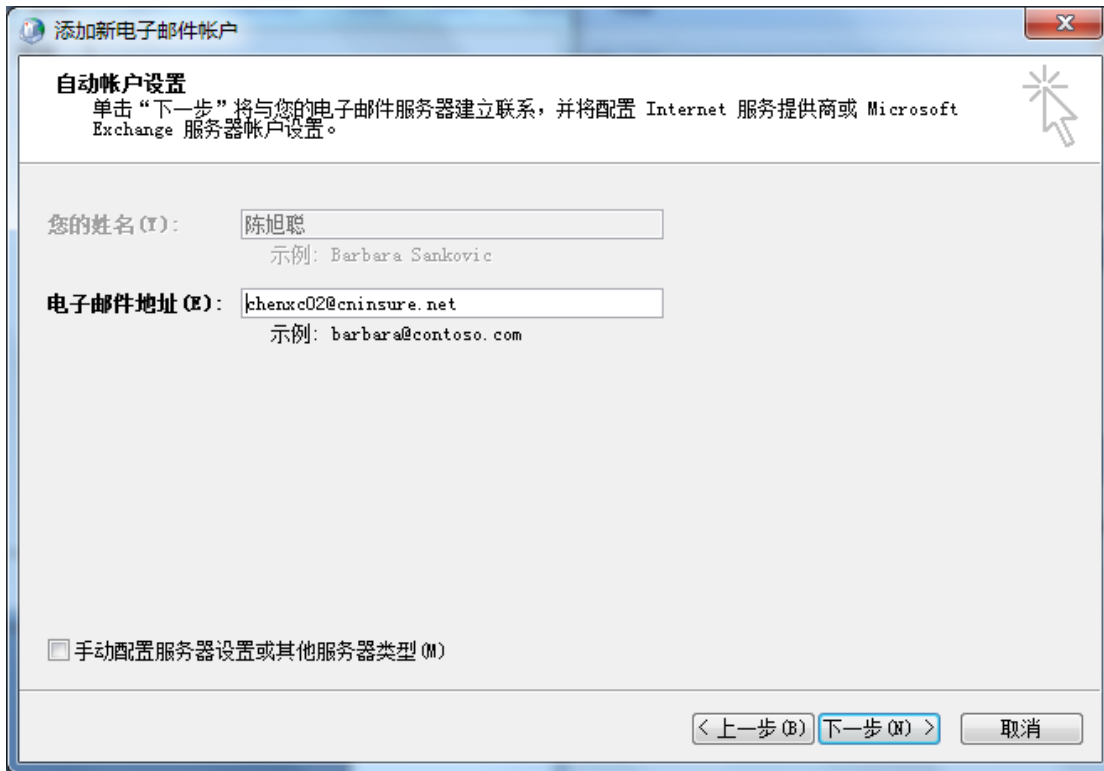 添加新电子邮件帐户
自动帐户设置
单击“下一步”将与您的电子邮件服务器建立联系，并将配置 Internet 服务提供商或 Microsoft
Exchange 服务器帐户设置。
您的姓名(Y)： 陈旭聪
示例: Barbara Sankovic
电子邮件地址(E)： chenxc02@cninsure.net
示例: barbara@contoso.com
手动配置服务器设置或其他服务器类型(M)
< 上一步(B) 下一步(N) > 取消